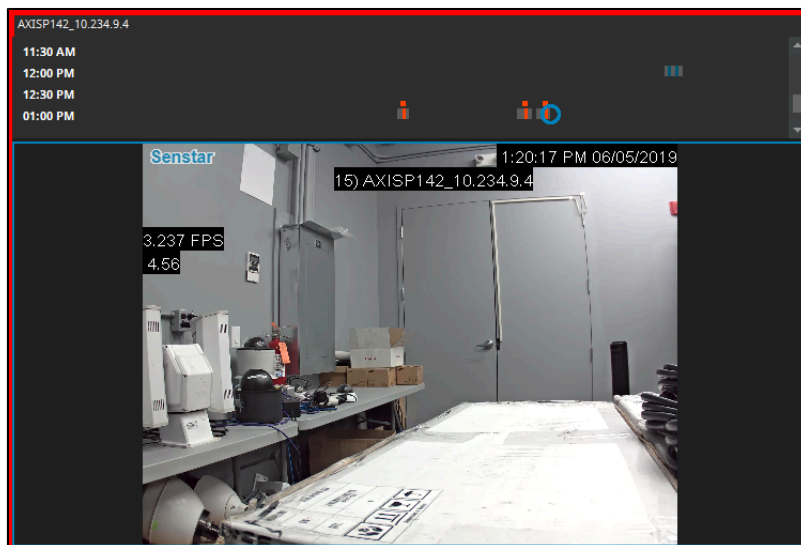 AXISP142_10.234.9.4
11:30 AM
12:00 PM
12:30 PM
01:00 PM
Senstar
1:20:17 PM 06/05/2019
15) AXISP142_10.234.9.4
3.237 FPS
4.56